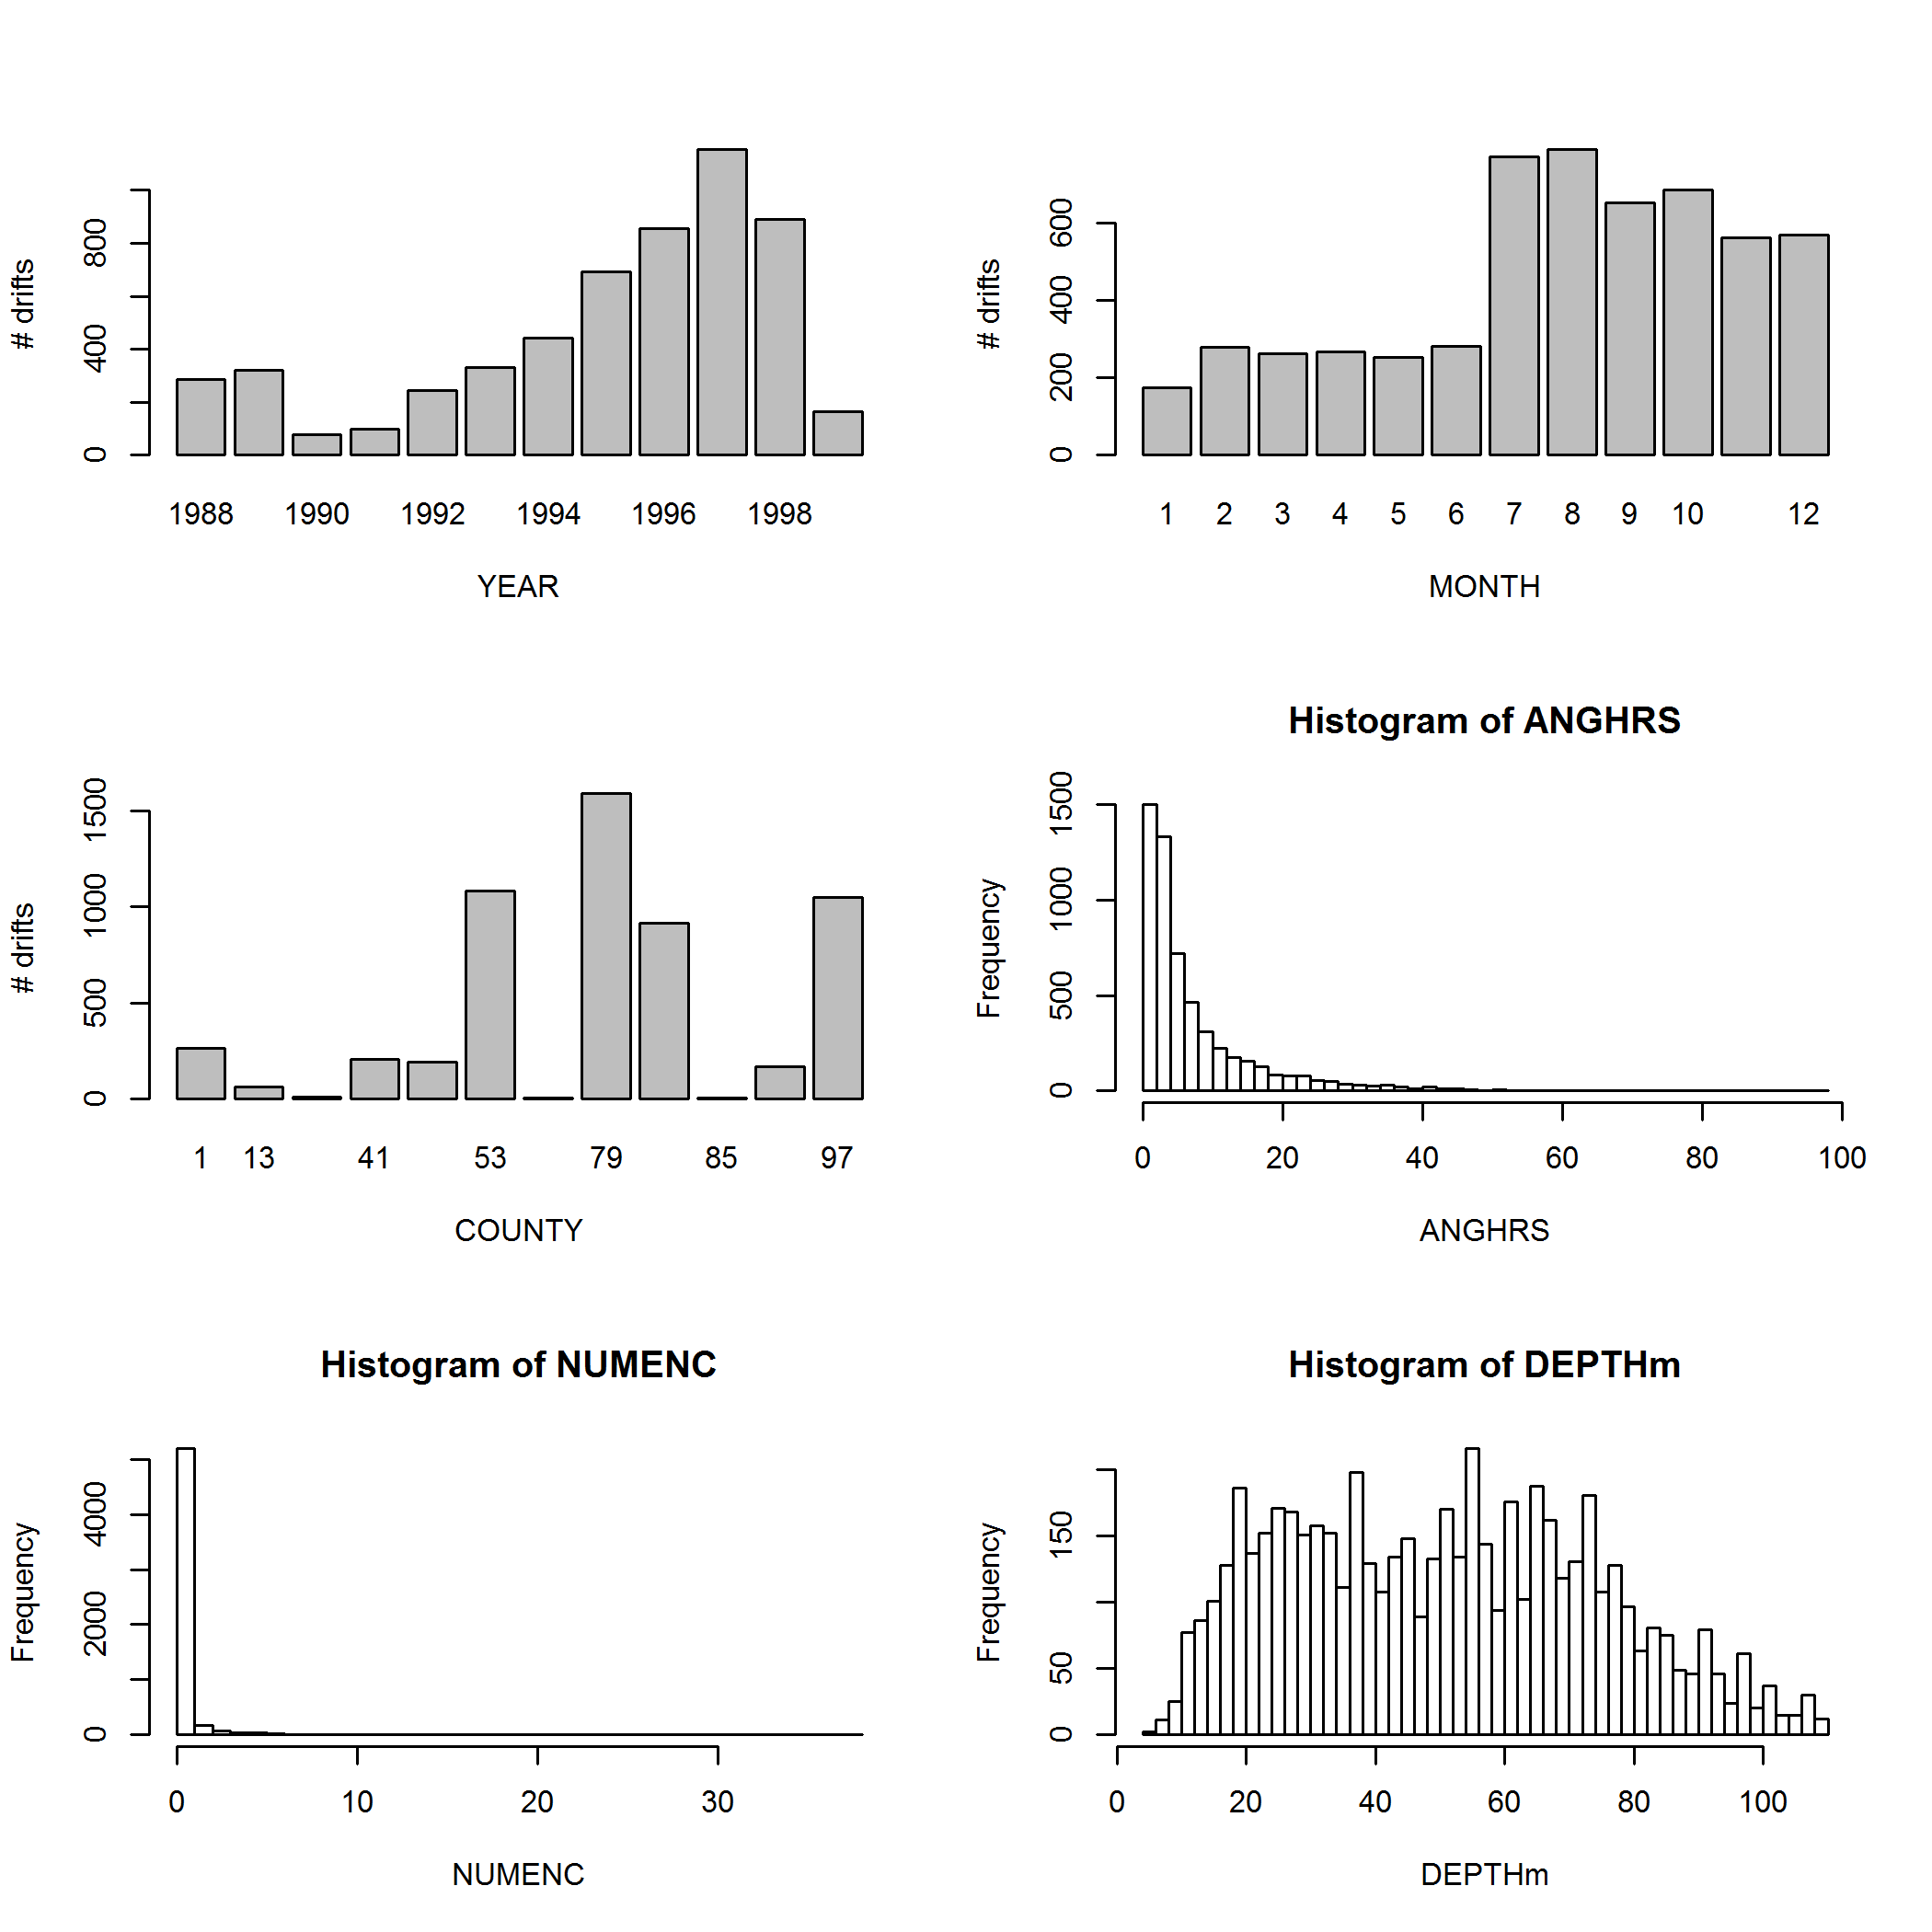 # drifts
0 400 800
1988 1990 1992 1994 1996 1998
YEAR
# drifts
0 200 400 600
1 2 3 4 5 6 7 8 9 10 12
MONTH
# drifts
0 500 1000 1500
1 13 41 53 79 85 97
COUNTY
Histogram of ANGHRS
Frequency
0 500 1000 1500
0 20 40 60 80 100
ANGHRS
Histogram of NUMENC
Frequency
0 2000 4000
0 10 20 30
NUMENC
Histogram of DEPTHm
Frequency
0 50 150
0 20 40 60 80 100
DEPTHm